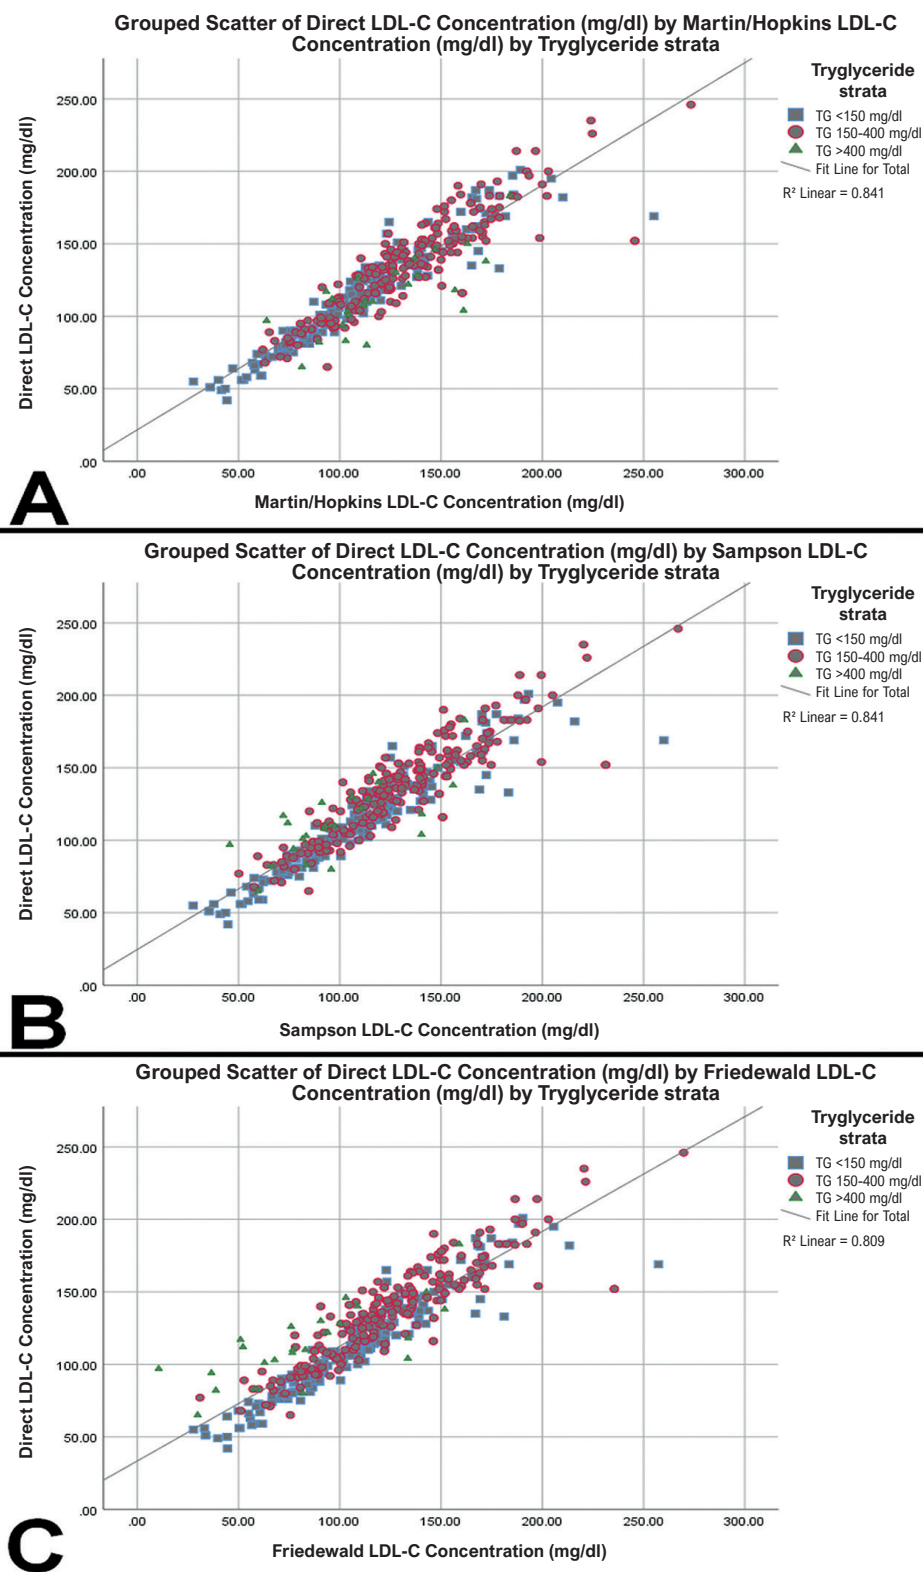 Grouped Scatter of Direct LDL-C Concentration (mg/dl) by Martin/Hopkins LDL-C
Concentration (mg/dl) by Tryglyceride strata
Direct LDL-C Concentration (mg/dl)
250.00
200.00
150.00
100.00
50.00
.00
.00 50.00 100.00 150.00 200.00 250.00 300.00
Martin/Hopkins LDL-C Concentration (mg/dl)
Tryglyceride
strata
TG <150 mg/dl
TG 150-400 mg/dl
TG >400 mg/dl
Fit Line for Total
R² Linear = 0.841
A
Grouped Scatter of Direct LDL-C Concentration (mg/dl) by Sampson LDL-C
Concentration (mg/dl) by Tryglyceride strata
Direct LDL-C Concentration (mg/dl)
250.00
200.00
150.00
100.00
50.00
.00
.00 50.00 100.00 150.00 200.00 250.00 300.00
Sampson LDL-C Concentration (mg/dl)
Tryglyceride
strata
TG <150 mg/dl
TG 150-400 mg/dl
TG >400 mg/dl
Fit Line for Total
R² Linear = 0.841
B
Grouped Scatter of Direct LDL-C Concentration (mg/dl) by Friedewald LDL-C
Concentration (mg/dl) by Tryglyceride strata
Direct LDL-C Concentration (mg/dl)
250.00
200.00
150.00
100.00
50.00
.00
.00 50.00 100.00 150.00 200.00 250.00 300.00
Friedewald LDL-C Concentration (mg/dl)
Tryglyceride
strata
TG <150 mg/dl
TG 150-400 mg/dl
TG >400 mg/dl
Fit Line for Total
R² Linear = 0.809
C